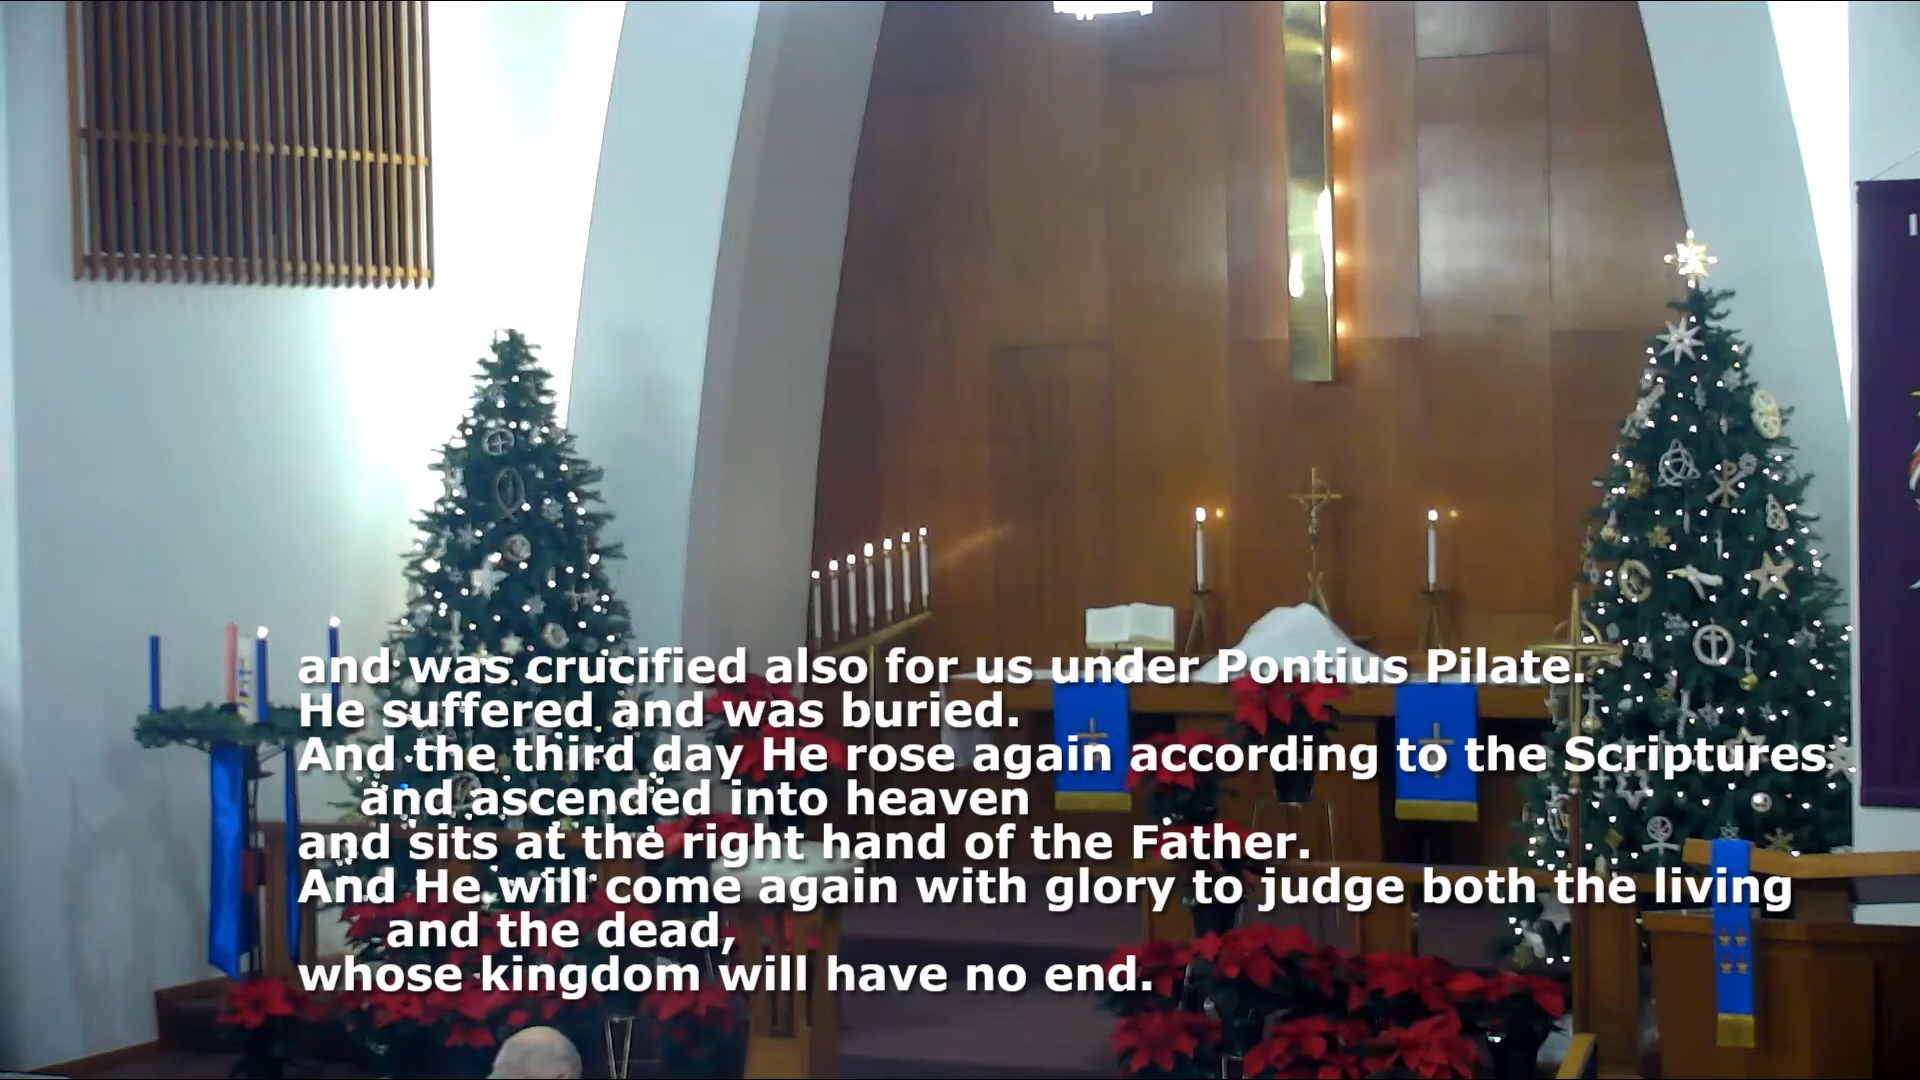 and was crucified also for us under Pontius Pilate.
He suffered and was buried.
And the third day He rose again according to the Scriptures
and ascended into heaven
and sits at the right hand of the Father.
And He will come again with glory to judge both the living
and the dead,
whose kingdom will have no end.